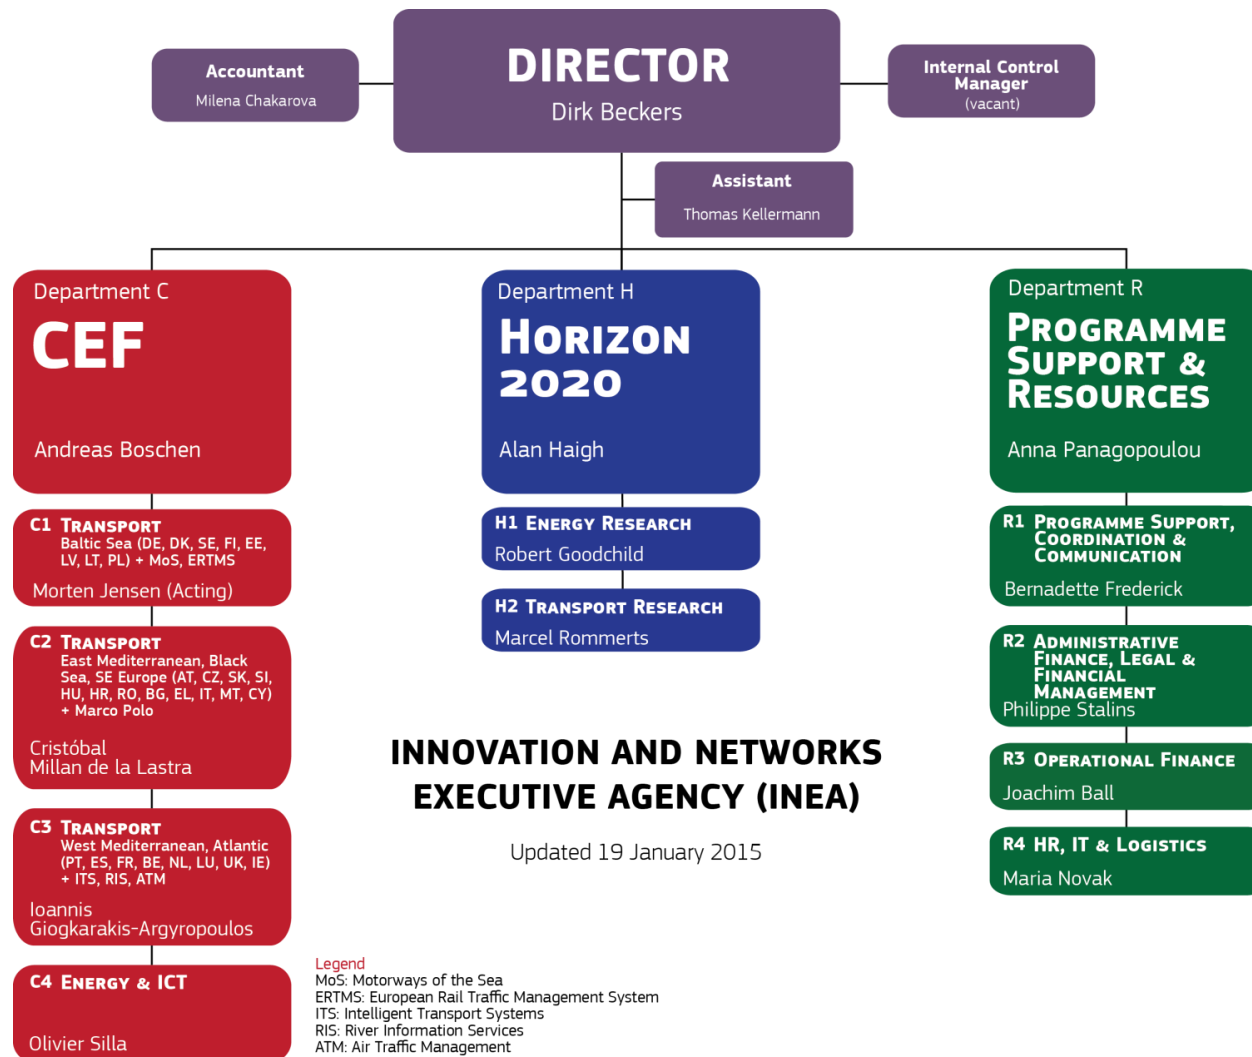 DIRECTOR
Dirk Beckers
Accountant
Milena Chakarova
Internal Control
Manager
(vacant)
Assistant
Thomas Kellermann
Department C
CEF
Andreas Boschen
C1 TRANSPORT
Baltic Sea (DE, DK, SE, FI, EE,
LV, LT, PL) + MoS, ERTMS
Morten Jensen (Acting)
C2 TRANSPORT
East Mediterranean, Black
Sea, SE Europe (AT, CZ, SK, SI,
HU, HR, RO, BG, EL, IT, MT, CY)
+ Marco Polo
Cristóbal
Millan de la Lastra
C3 TRANSPORT
West Mediterranean, Atlantic
(PT, ES, FR, BE, NL, LU, UK, IE)
+ ITS, RIS, ATM
Ioannis
Giogkarakis-Argyropoulos
C4 ENERGY & ICT
Olivier Silla
Department H
HORIZON
2020
Alan Haigh
H1 ENERGY RESEARCH
Robert Goodchild
H2 TRANSPORT RESEARCH
Marcel Rommerts
Department R
PROGRAMME
SUPPORT &
RESOURCES
Anna Panagopoulou
R1 PROGRAMME SUPPORT,
COORDINATION &
COMMUNICATION
Bernadette Frederick
R2 ADMINISTRATIVE
FINANCE, LEGAL &
FINANCIAL
MANAGEMENT
Philippe Stalins
R3 OPERATIONAL FINANCE
Joachim Ball
R4 HR, IT & LOGISTICS
Maria Novak
INNOVATION AND NETWORKS
EXECUTIVE AGENCY (INEA)
Updated 19 January 2015
Legend
MoS: Motorways of the Sea
ERTMS: European Rail Traffic Management System
ITS: Intelligent Transport Systems
RIS: River Information Services
ATM: Air Traffic Management